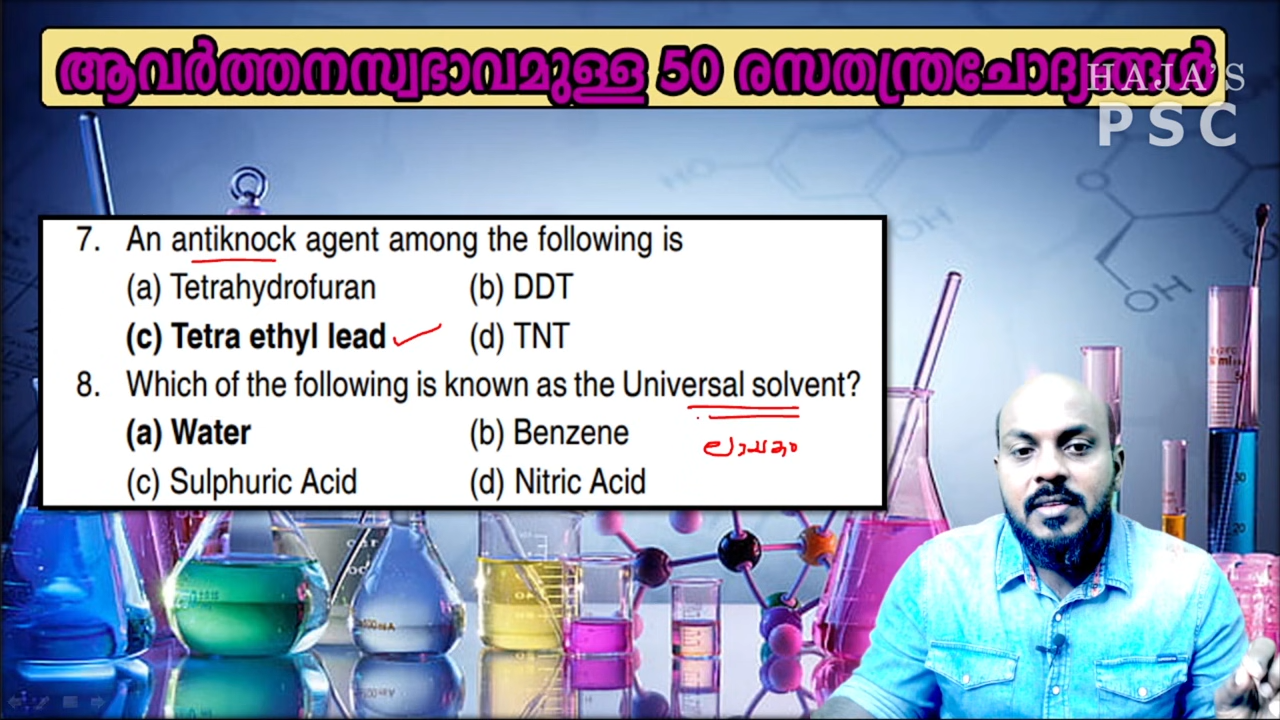 ആവർത്തനസ്വഭാവമുള്ള 50 രസതന്ത്രചോദ്യങ്ങൾ
HAJA'S
PSC
7. An antiknock agent among the following is
(a) Tetrahydrofuran (b) DDT
(c) Tetra ethyl lead (d) TNT
8. Which of the following is known as the Universal solvent?
(a) Water (b) Benzene
ലായകം
(c) Sulphuric Acid (d) Nitric Acid